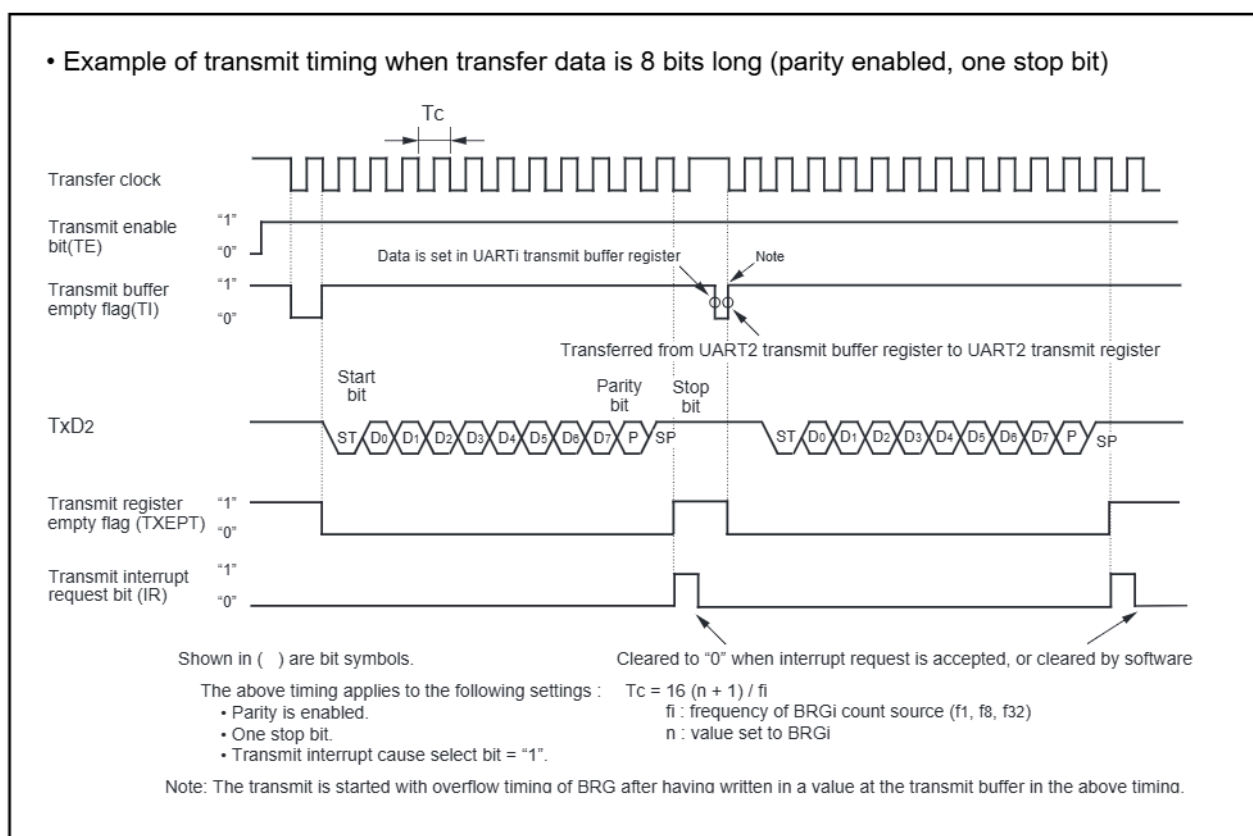 • Example of transmit timing when transfer data is 8 bits long (parity enabled, one stop bit)
Tc
Transfer clock
Transmit enable
bit(TE)
“1”
“0”
Data is set in UARTi transmit buffer register
Note
Transmit buffer
empty flag(TI)
“1”
“0”
Transferred from UART2 transmit buffer register to UART2 transmit register
Start
bit
Parity
bit
Stop
bit
TxD2
ST D0 D1 D2 D3 D4 D5 D6 D7 P SP
ST D0 D1 D2 D3 D4 D5 D6 D7 P SP
Transmit register
empty flag (TXEPT)
“1”
“0”
Transmit interrupt
request bit (IR)
“1”
“0”
Shown in ( ) are bit symbols.
Cleared to “0” when interrupt request is accepted, or cleared by software
The above timing applies to the following settings :
• Parity is enabled.
• One stop bit.
• Transmit interrupt cause select bit = “1”.
Tc = 16 (n + 1) / fi
fi : frequency of BRGi count source (f1, f8, f32)
n : value set to BRGi
Note: The transmit is started with overflow timing of BRG after having written in a value at the transmit buffer in the above timing.